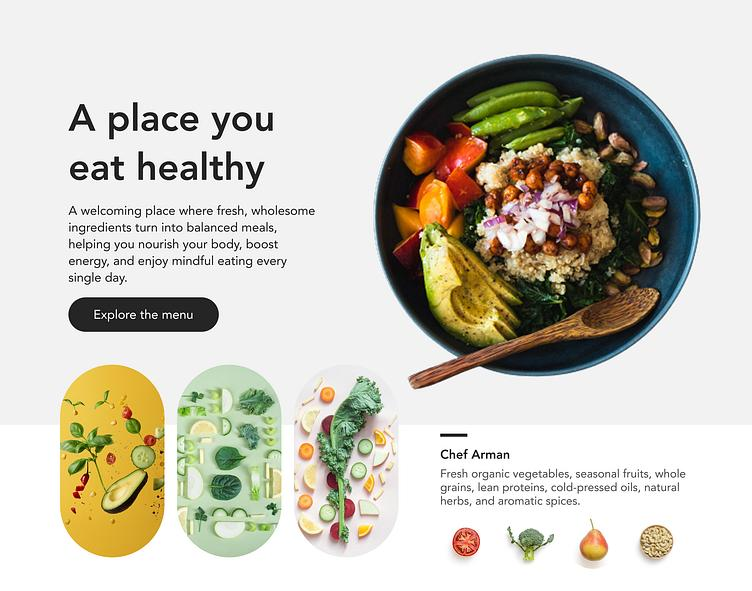 A place you
eat healthy
A welcoming place where fresh, wholesome
ingredients turn into balanced meals,
helping you nourish your body, boost
energy, and enjoy mindful eating every
single day.
Explore the menu
Chef Arman
Fresh organic vegetables, seasonal fruits, whole
grains, lean proteins, cold-pressed oils, natural
herbs, and aromatic spices.